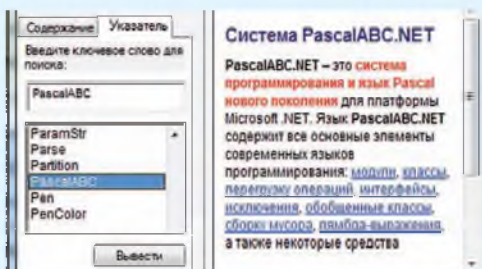 Содержание
Указатель
Введите ключевое слово для
поиска:
PascalABC
ParamStr
Parse
Partition
PascalABC
Pen
PenColor
Вывести
Система PascalABC.NET
PascalABC.NET – это система
программирования и язык Pascal
нового поколения для платформы
Microsoft .NET. Язык PascalABC.NET
содержит все основные элементы
современных языков
программирования: модули, классы,
перегрузку операций, интерфейсы,
исключения, обобщенные классы,
сборку мусора, лямбда-выражения,
а также некоторые средства